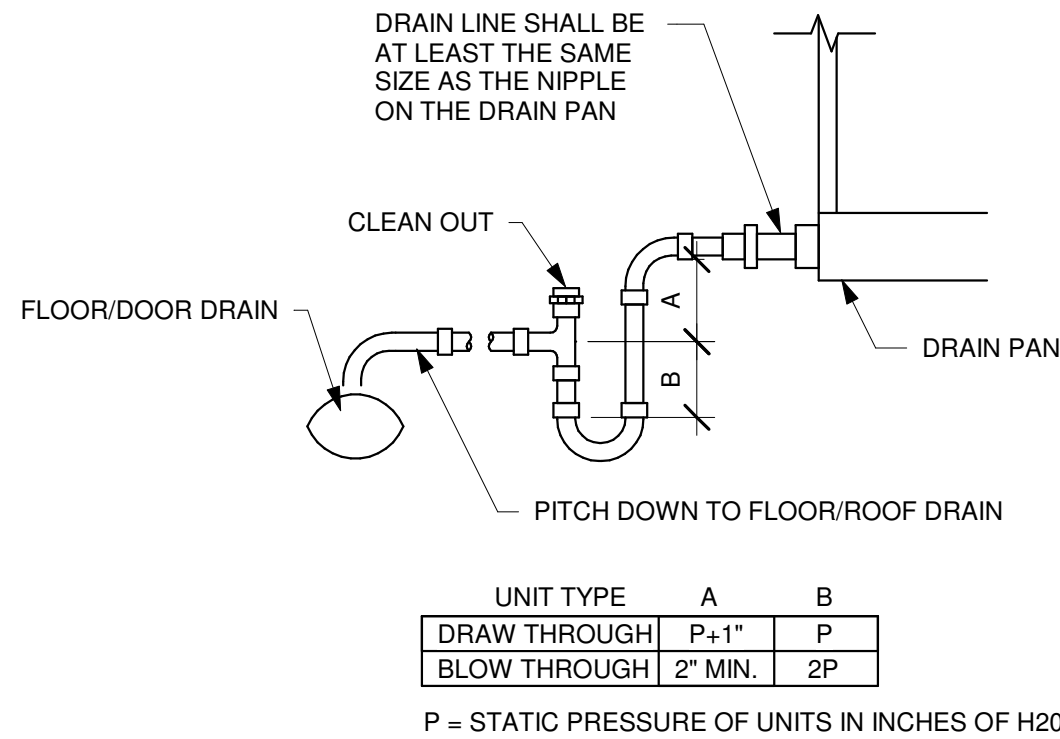 DRAIN LINE SHALL BE
AT LEAST THE SAME
SIZE AS THE NIPPLE
ON THE DRAIN PAN
CLEAN OUT
FLOOR/DOOR DRAIN
A
DRAIN PAN
B
PITCH DOWN TO FLOOR/ROOF DRAIN
UNIT TYPE A B
DRAW THROUGH P+1" P
BLOW THROUGH 2" MIN. 2P
P = STATIC PRESSURE OF UNITS IN INCHES OF H20